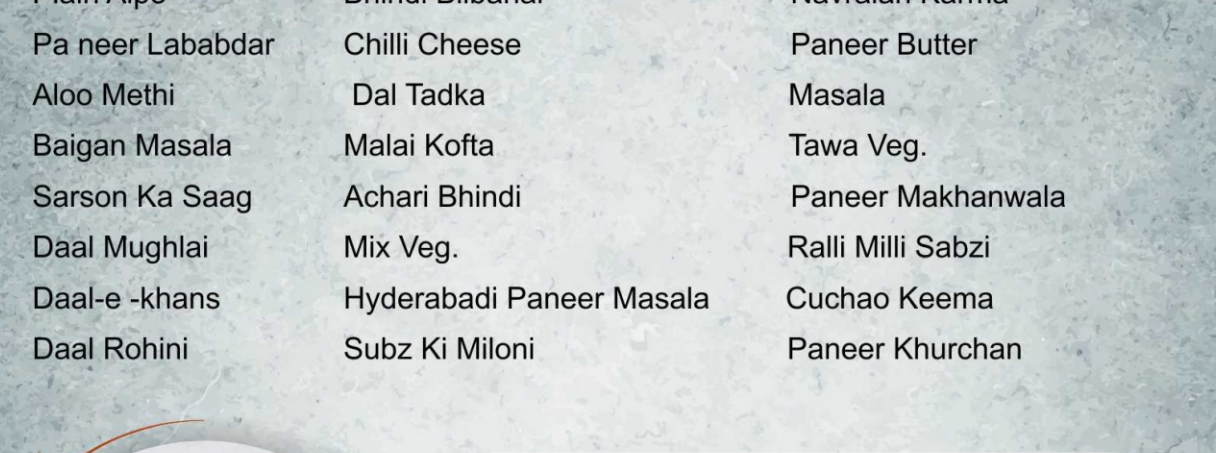 Pa neer Lababdar
Aloo Methi
Baigan Masala
Sarson Ka Saag
Daal Mughlai
Daal-e -khans
Daal Rohini
Chilli Cheese
Dal Tadka
Malai Kofta
Achari Bhindi
Mix Veg.
Hyderabadi Paneer Masala
Subz Ki Miloni
Paneer Butter
Masala
Tawa Veg.
Paneer Makhanwala
Ralli Milli Sabzi
Cuchao Keema
Paneer Khurchan